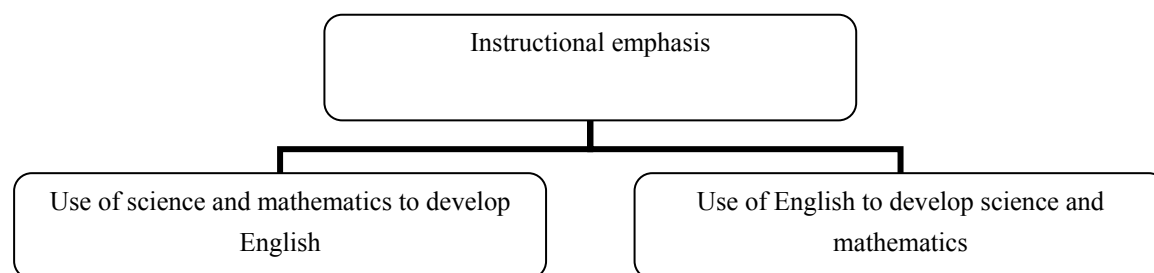 Instructional emphasis
Use of science and mathematics to develop
English
Use of English to develop science and
mathematics